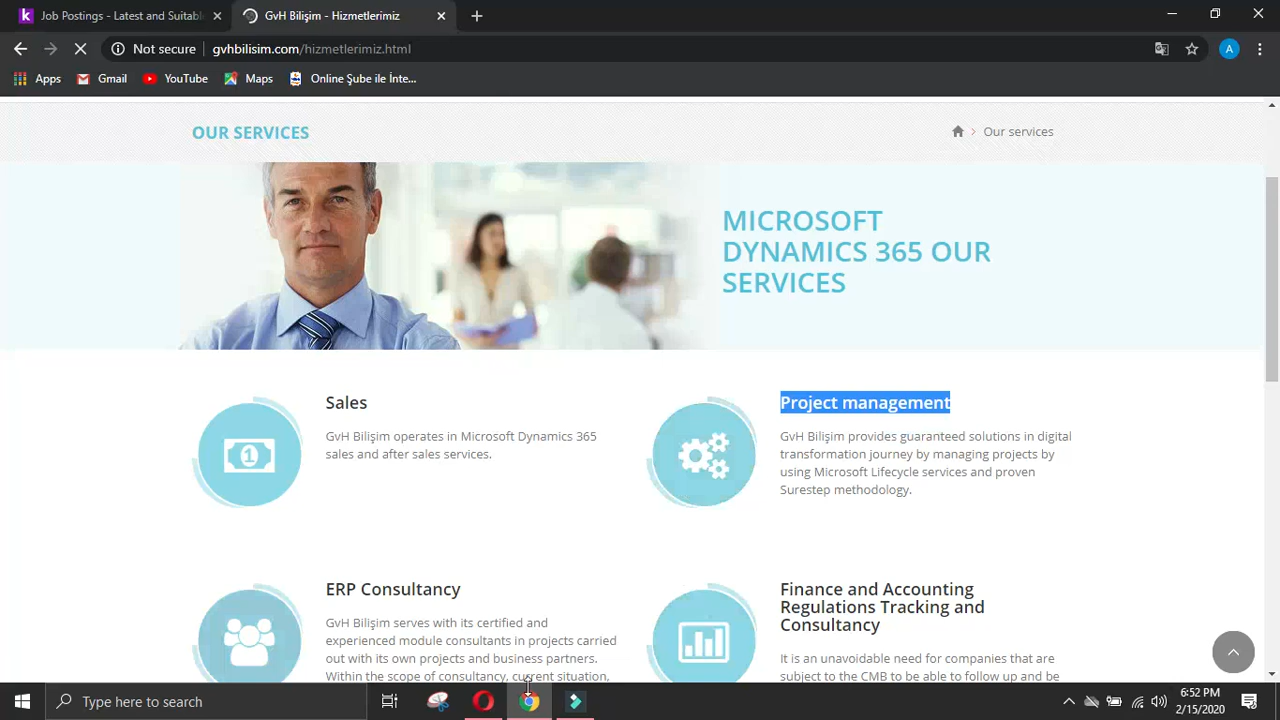 Job Postings - Latest and Suitabl
GvH Bilişim - Hizmetlerimiz
Not secure
gvhbilisim.com/hizmetlerimiz.html
A
Apps
Gmail
YouTube
Maps
Online Şube ile İnte...
OUR SERVICES
Our services
MICROSOFT
DYNAMICS 365 OUR
SERVICES
Sales
GvH Bilişim operates in Microsoft Dynamics 365
sales and after sales services.
Project management
GvH Bilişim provides guaranteed solutions in digital
transformation journey by managing projects by
using Microsoft Lifecycle services and proven
Surestep methodology.
ERP Consultancy
GvH Bilişim serves with its certified and
experienced module consultants in projects carried
out with its own projects and business partners.
Within the scope of consultancy, current situation,
Finance and Accounting
Regulations Tracking and
Consultancy
It is an unavoidable need for companies that are
subject to the CMB to be able to follow up and be
Type here to search
6:52 PM
2/15/2020